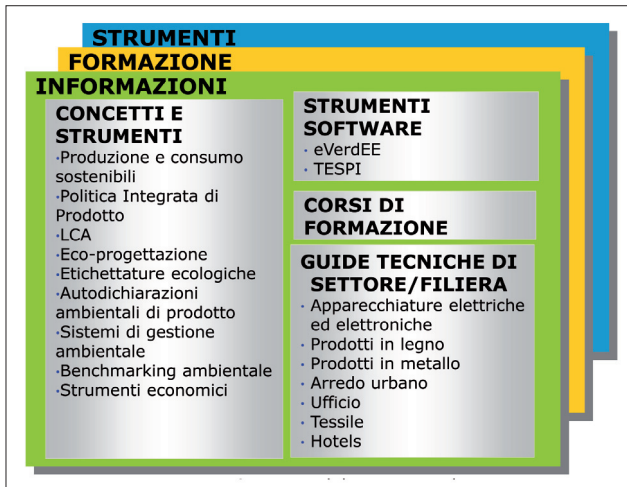 STRUMENTI
FORMAZIONE
INFORMAZIONI
CONCETTI E
STRUMENTI
·Produzione e consumo
sostenibili
·Politica Integrata di
Prodotto
·LCA
·Eco-progettazione
·Etichettature ecologiche
·Autodichiarazioni
ambientali di prodotto
·Sistemi di gestione
ambientale
·Benchmarking ambientale
·Strumenti economici
STRUMENTI
SOFTWARE
· eVerdEE
· TESPI
CORSI DI
FORMAZIONE
GUIDE TECNICHE DI
SETTORE/FILIERA
· Apparecchiature elettriche
ed elettroniche
· Prodotti in legno
· Prodotti in metallo
· Arredo urbano
· Ufficio
· Tessile
· Hotels